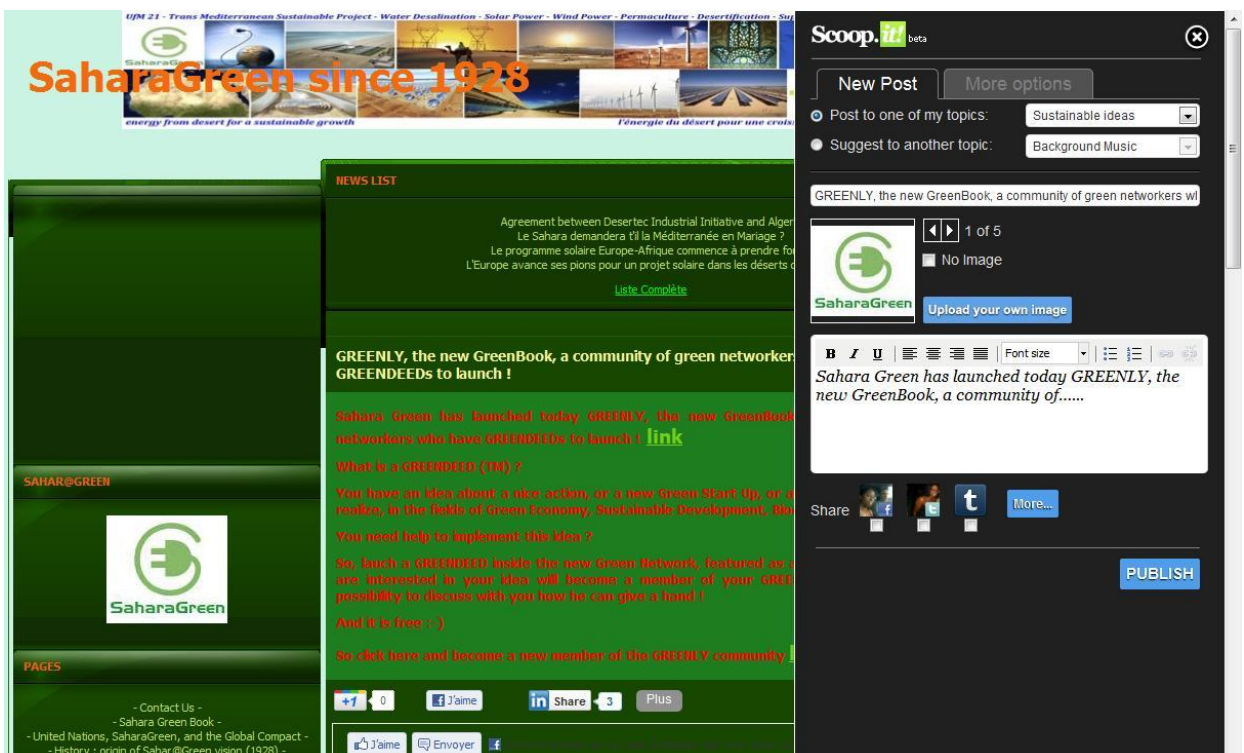 UfM 21 - Trans Mediterranean Sustainable Project - Water Desalination - Solar Power - Wind Power - Permaculture - Desertification - Sup
SaharaGreen
SaharaGreen since 1928
energy from desert for a sustainable growth
l'énergie du désert pour une crois
NEWS LIST
Agreement between Desertec Industrial Initiative and Alger
Le Sahara demandera t'il la Méditerranée en Mariage ?
Le programme solaire Europe-Afrique commence à prendre fo
L'Europe avance ses pions pour un projet solaire dans les déserts d
Liste Complète
GREENLY, the new GreenBook, a community of green networkers
GREENDEEDs to launch !
Sahara Green has launched today GREENLY, the new GreenBook
networkers who have GREENDEEDs to launch ! link
What is a GREENDEED (TM) ?
You have an idea about a nice action, or a new Green Start Up, or a
realize, in the fields of Green Economy, Sustainable Development,
You need help to implement this idea ?
So, lauch a GREENDEED inside the new Green Network, featured as
are interested in your idea will become a member of your GREE
possibility to discuss with you how he can give a hand !
And it is free :-)
So click here and become a new member of the GREENLY community
+1 0
J'aime
in Share 3
Plus
J'aime
Envoyer
SAHAR@GREEN
SaharaGreen
PAGES
- Contact Us -
- Sahara Green Book -
- United Nations, SaharaGreen, and the Global Compact -
- History : origin of Sahar@Green vision (1928) -
Scoop.it! beta
New Post
More options
Post to one of my topics:
Sustainable ideas
Suggest to another topic:
Background Music
GREENLY, the new GreenBook, a community of green networkers wl
SaharaGreen
1 of 5
No Image
Upload your own image
B I U
Font size
Sahara Green has launched today GREENLY, the
new GreenBook, a community of......
Share
More...
PUBLISH